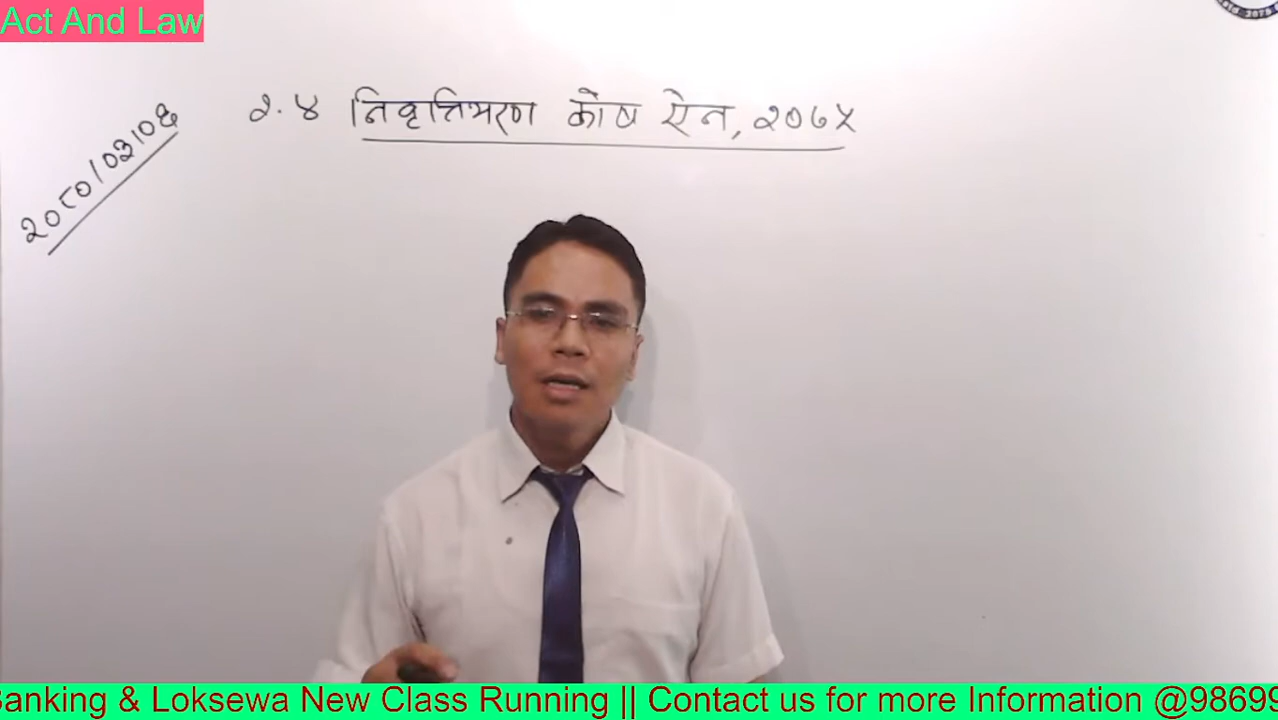 Act And Law
२.४ निवृत्तिभरण कोष ऐन, २०७५
२०८०/०३/०६
Banking & Loksewa New Class Running || Contact us for more Information @98699